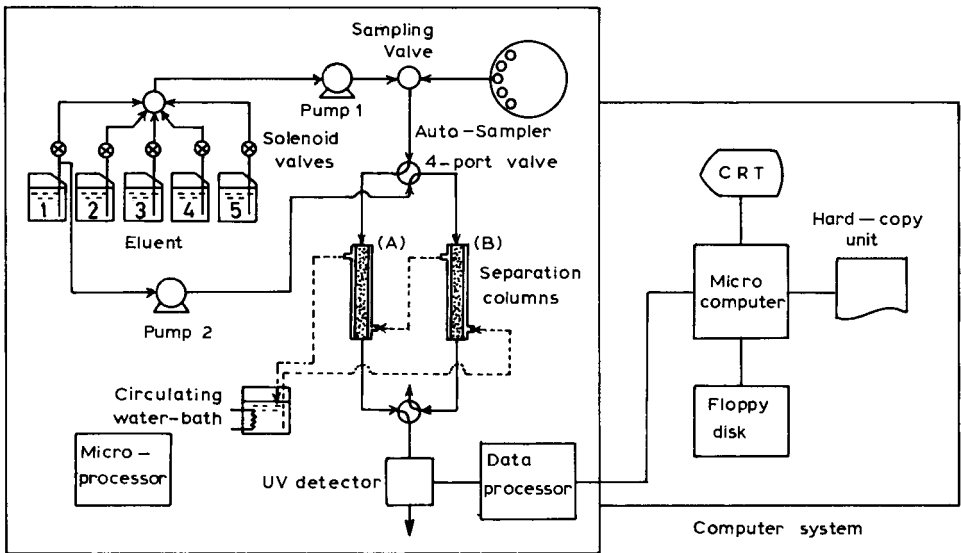 Sampling
Valve
Pump 1
Auto-Sampler
Solenoid
valves
4-port valve
1
2
3
4
5
Eluent
(A)
(B)
Separation
columns
Pump 2
Circulating
water-bath
Micro-
processor
UV detector
Data
processor
CRT
Hard-copy
unit
Micro
computer
Floppy
disk
Computer system